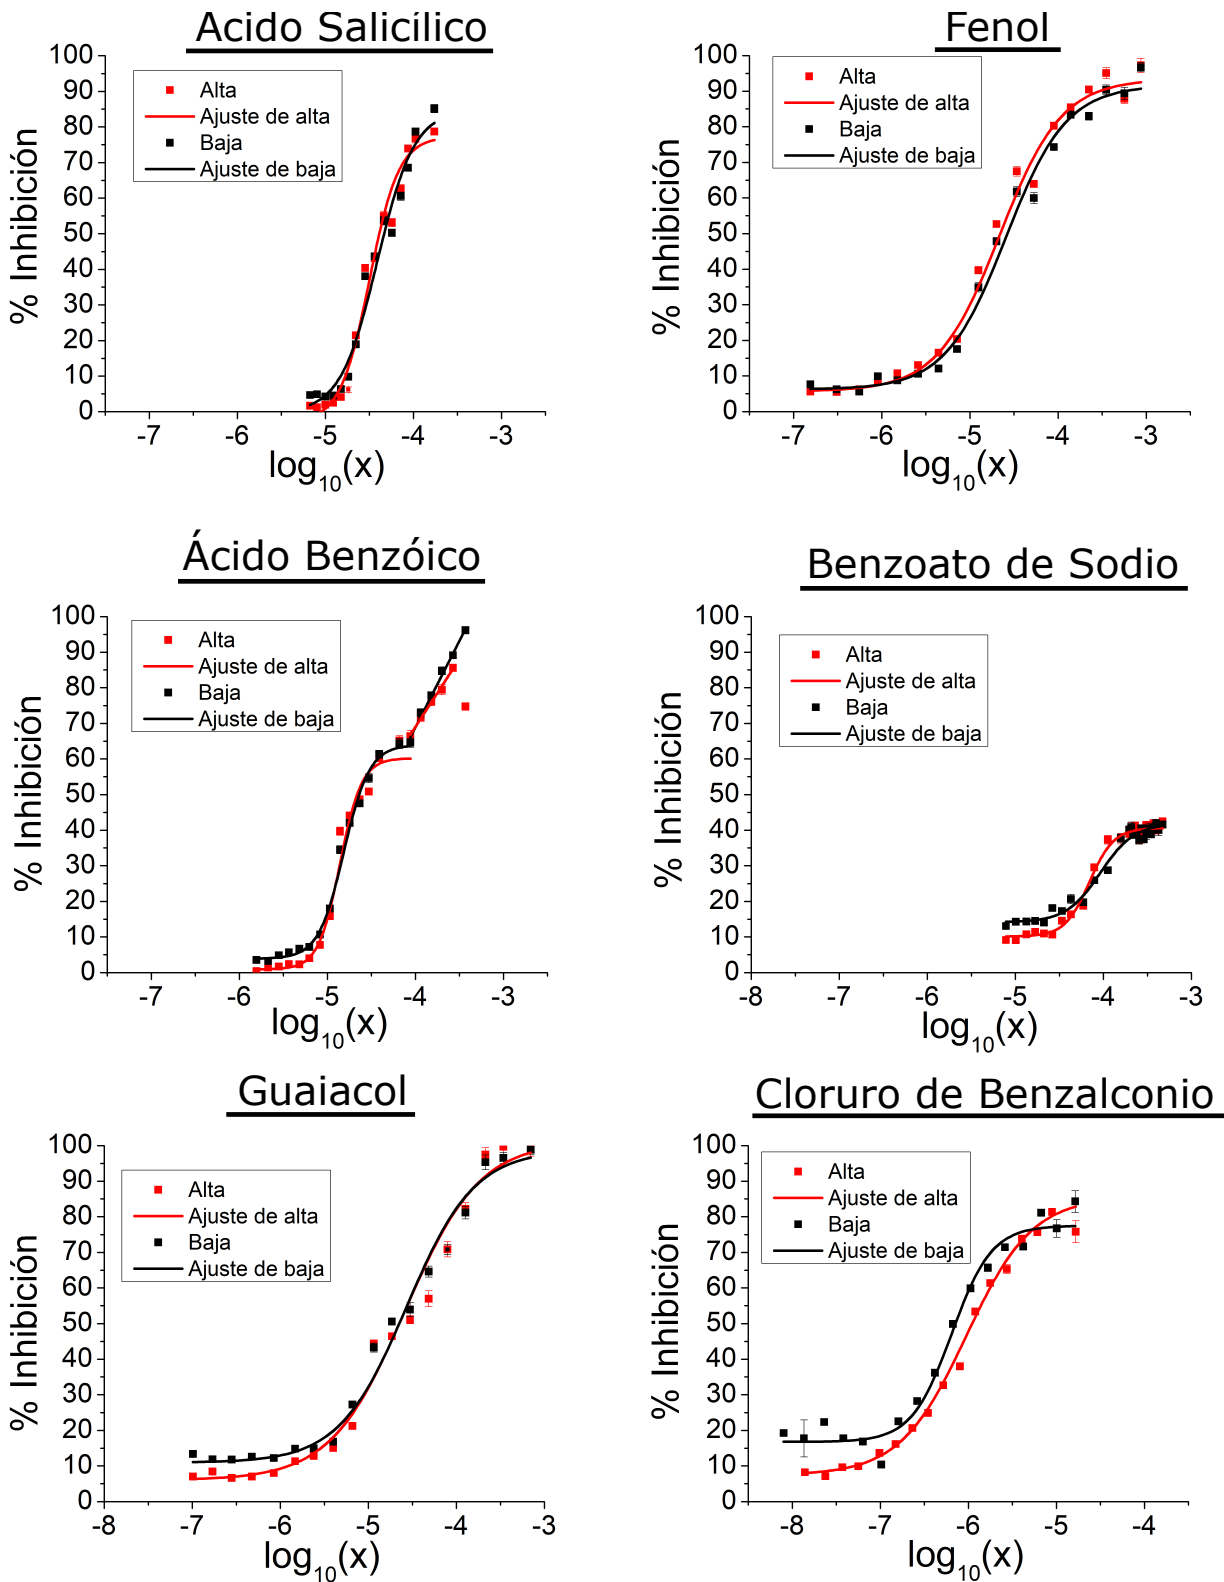 Acido Salicílico
Alta
Ajuste de alta
Baja
Ajuste de baja
% Inhibición
100
90
80
70
60
50
40
30
20
10
0
-7 -6 -5 -4 -3
log10(x)
Fenol
Alta
Ajuste de alta
Baja
Ajuste de baja
% Inhibición
100
90
80
70
60
50
40
30
20
10
0
-7 -6 -5 -4 -3
log10(x)
Ácido Benzóico
Alta
Ajuste de alta
Baja
Ajuste de baja
% Inhibición
100
90
80
70
60
50
40
30
20
10
0
-7 -6 -5 -4 -3
log10(x)
Benzoato de Sodio
Alta
Ajuste de alta
Baja
Ajuste de baja
% Inhibición
100
90
80
70
60
50
40
30
20
10
0
-8 -7 -6 -5 -4 -3
log10(x)
Guaiacol
Alta
Ajuste de alta
Baja
Ajuste de baja
% Inhibición
100
90
80
70
60
50
40
30
20
10
0
-8 -7 -6 -5 -4 -3
log10(x)
Cloruro de Benzalconio
Alta
Ajuste de alta
Baja
Ajuste de baja
% Inhibición
100
90
80
70
60
50
40
30
20
10
0
-8 -7 -6 -5 -4
log10(x)